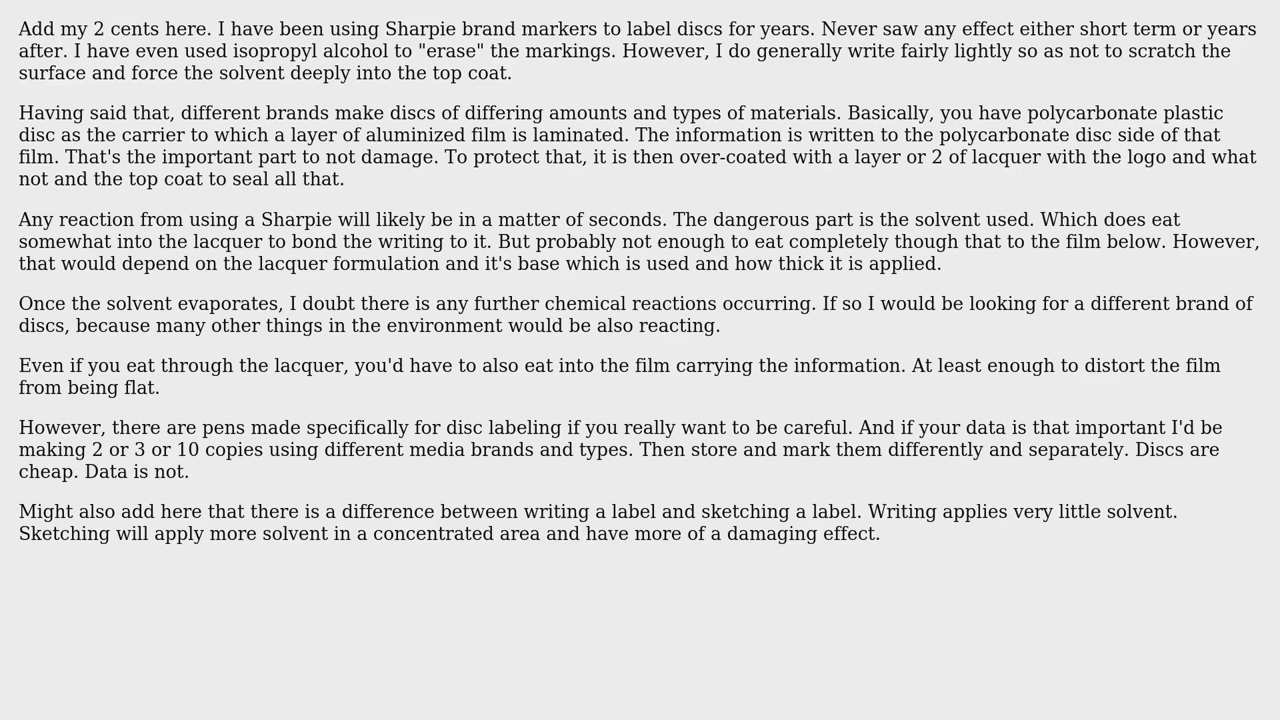 Add my 2 cents here. I have been using Sharpie brand markers to label discs for years. Never saw any effect either short term or years
after. I have even used isopropyl alcohol to "erase" the markings. However, I do generally write fairly lightly so as not to scratch the
surface and force the solvent deeply into the top coat.
Having said that, different brands make discs of differing amounts and types of materials. Basically, you have polycarbonate plastic
disc as the carrier to which a layer of aluminized film is laminated. The information is written to the polycarbonate disc side of that
film. That's the important part to not damage. To protect that, it is then over-coated with a layer or 2 of lacquer with the logo and what
not and the top coat to seal all that.
Any reaction from using a Sharpie will likely be in a matter of seconds. The dangerous part is the solvent used. Which does eat
somewhat into the lacquer to bond the writing to it. But probably not enough to eat completely though that to the film below. However,
that would depend on the lacquer formulation and it's base which is used and how thick it is applied.
Once the solvent evaporates, I doubt there is any further chemical reactions occurring. If so I would be looking for a different brand of
discs, because many other things in the environment would be also reacting.
Even if you eat through the lacquer, you'd have to also eat into the film carrying the information. At least enough to distort the film
from being flat.
However, there are pens made specifically for disc labeling if you really want to be careful. And if your data is that important I'd be
making 2 or 3 or 10 copies using different media brands and types. Then store and mark them differently and separately. Discs are
cheap. Data is not.
Might also add here that there is a difference between writing a label and sketching a label. Writing applies very little solvent.
Sketching will apply more solvent in a concentrated area and have more of a damaging effect.